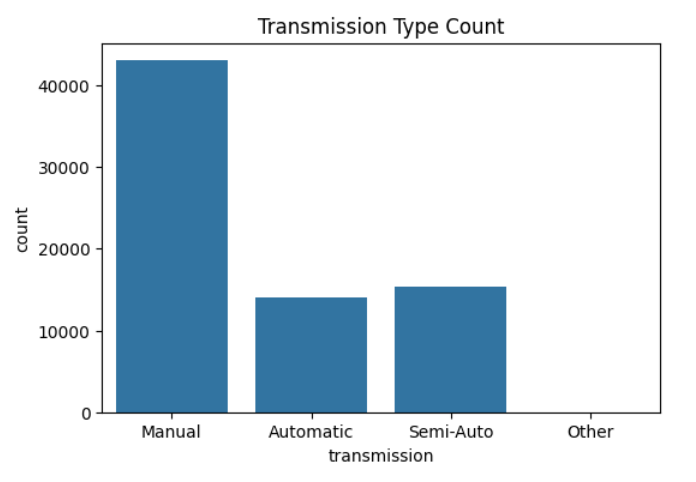 Transmission Type Count
40000
30000
20000
10000
0
count
Manual Automatic Semi-Auto Other
transmission